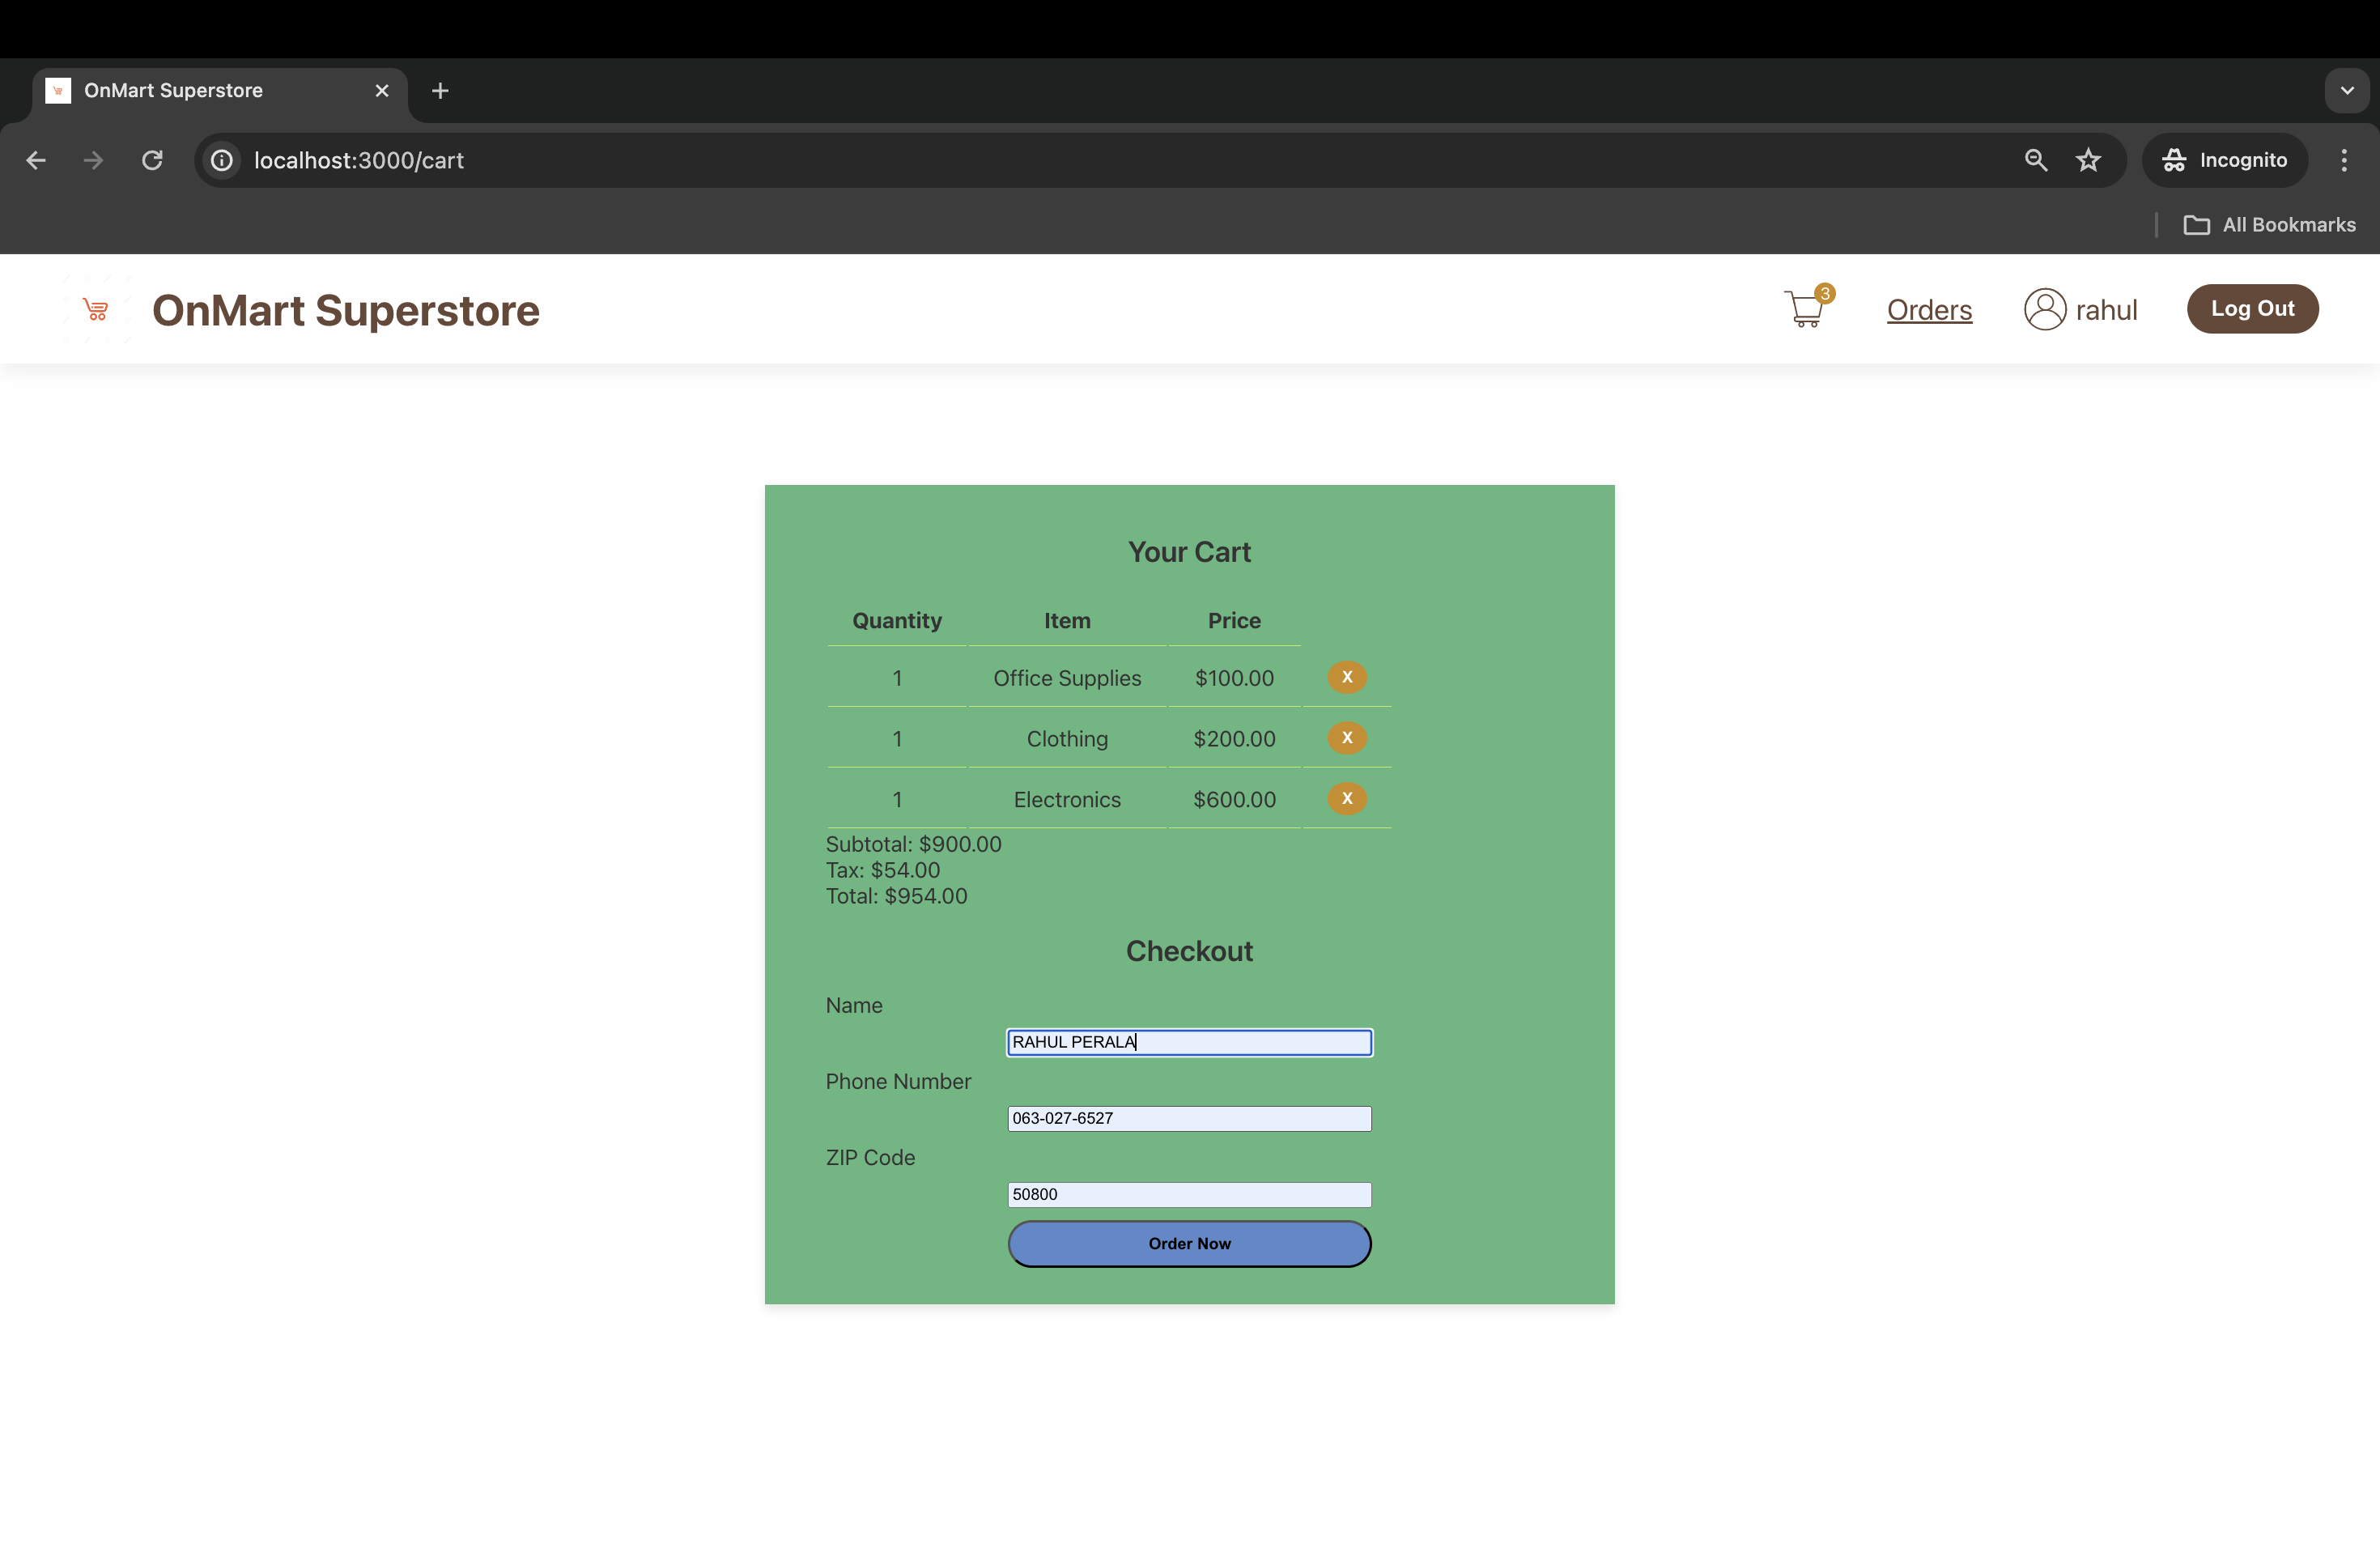 OnMart Superstore
localhost:3000/cart
Incognito
All Bookmarks
OnMart Superstore
3
Orders
rahul
Log Out
Your Cart
Quantity Item Price
1 Office Supplies $100.00 X
1 Clothing $200.00 X
1 Electronics $600.00 X
Subtotal: $900.00
Tax: $54.00
Total: $954.00
Checkout
Name
RAHUL PERALA
Phone Number
063-027-6527
ZIP Code
50800
Order Now